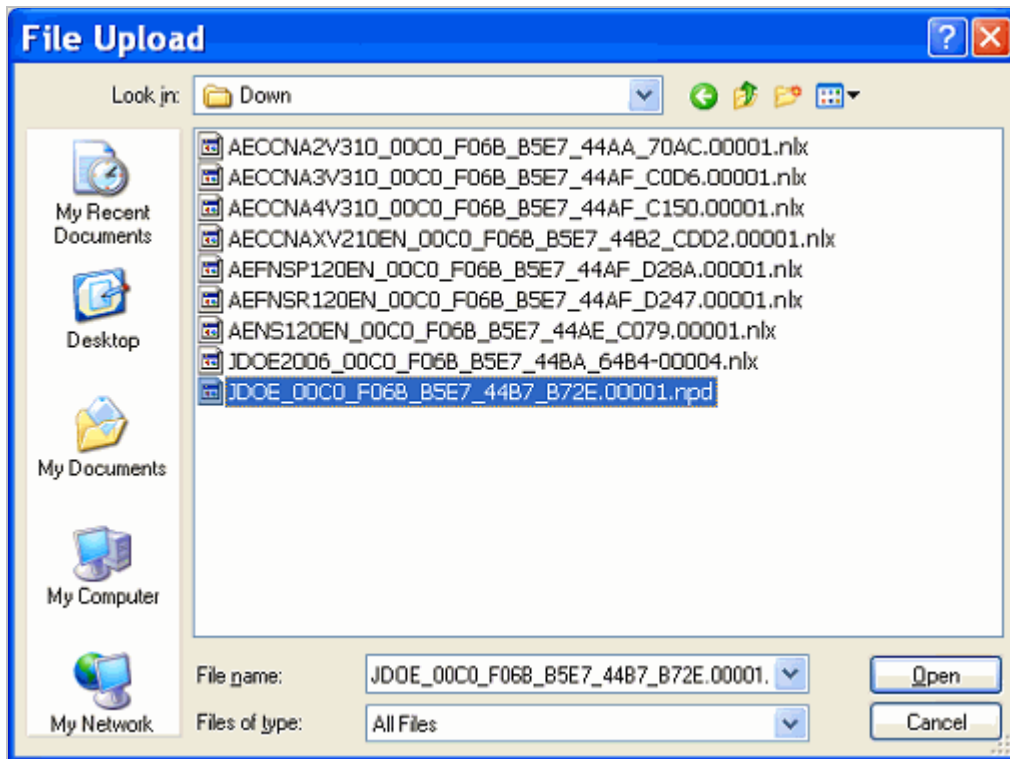 File Upload
?
Look in:
Down
My Recent
Documents
Desktop
My Documents
My Computer
My Network
AECCNA2V310_00C0_F06B_B5E7_44AA_70AC.00001.nlx
AECCNA3V310_00C0_F06B_B5E7_44AF_C0D6.00001.nlx
AECCNA4V310_00C0_F06B_B5E7_44AF_C150.00001.nlx
AECCNAXV210EN_00C0_F06B_B5E7_44B2_CDD2.00001.nlx
AEFNSP120EN_00C0_F06B_B5E7_44AF_D28A.00001.nlx
AEFNSR120EN_00C0_F06B_B5E7_44AF_D247.00001.nlx
AENS120EN_00C0_F06B_B5E7_44AE_C079.00001.nlx
JDOE2006_00C0_F06B_B5E7_44BA_64B4-00004.nlx
JDOE_00C0_F06B_B5E7_44B7_B72E.00001.npd
File name:
JDOE_00C0_F06B_B5E7_44B7_B72E.00001.
Open
Files of type:
All Files
Cancel